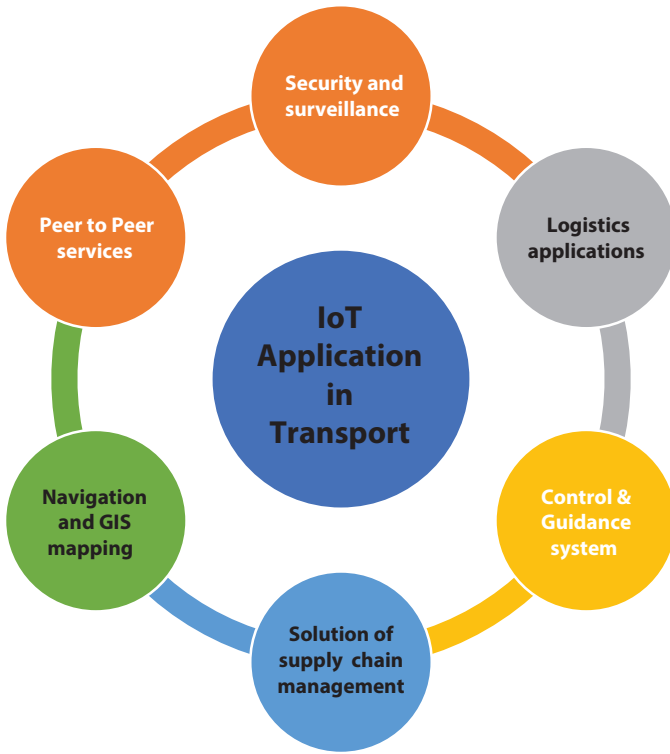 Security and
surveillance
Logistics
applications
Control &
Guidance
system
Solution of
supply chain
management
Navigation
and GIS
mapping
Peer to Peer
services
IoT
Application
in
Transport